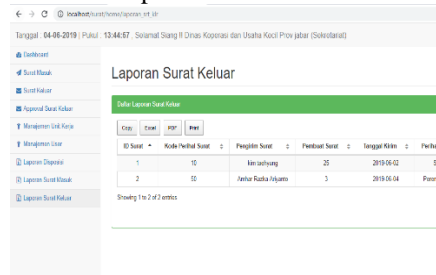 localhost/surat/home/laporan_srt_klr
Tanggal : 04-06-2019 | Pukul : 13:44:57 , Selamat Siang !! Dinas Koperasi dan Usaha Kecil Prov jabar (Sekretariat)
Dashboard
Surat Masuk
Surat Keluar
Approval Surat Keluar
Manajemen Unit Kerja
Manajemen User
Laporan Disposisi
Laporan Surat Masuk
Laporan Surat Keluar
Laporan Surat Keluar
Daftar Laporan Surat Keluar
Copy Excel PDF Print
ID Surat Kode Perihal Surat Pengirim Surat Pembuat Surat Tanggal Kirim Periha
1 10 kim taehyung 25 2019-06-02
2 50 Azhar Razka Ariyanto 3 2019-06-04
Showing 1 to 2 of 2 entries